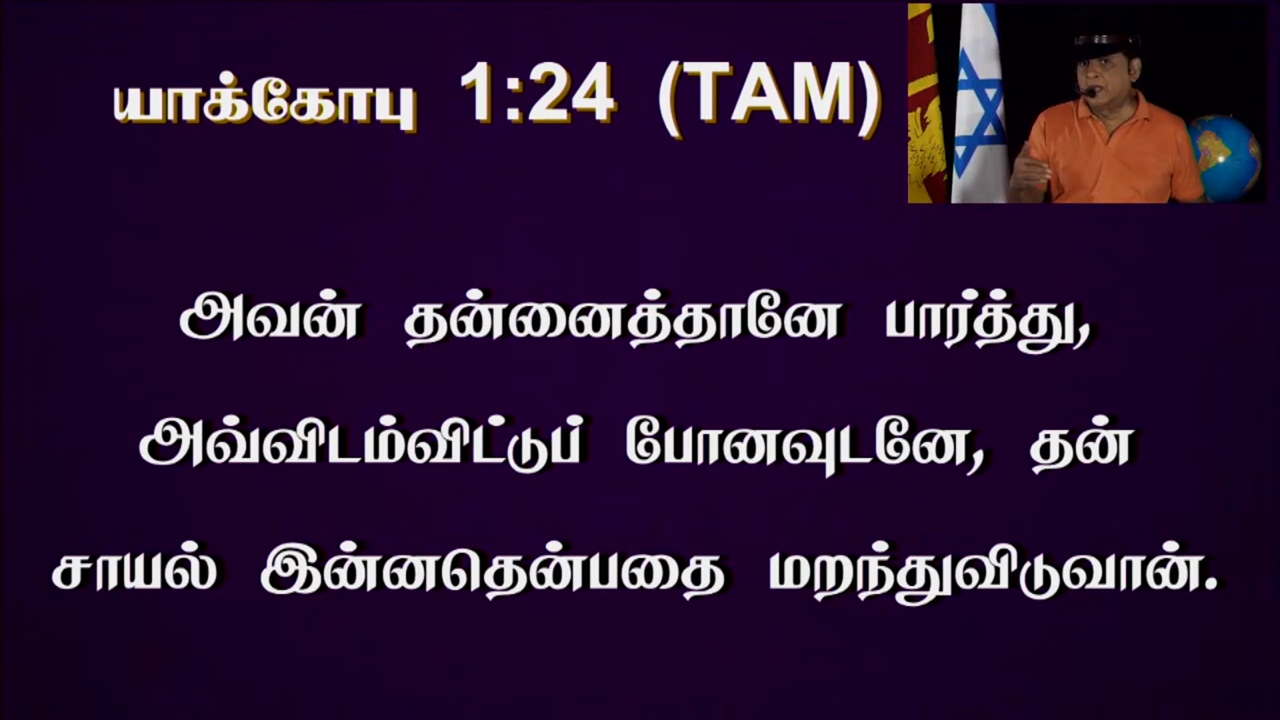 யாக்கோபு 1:24 (TAM)
அவன் தன்னைத்தானே பார்த்து,
அவ்விடம்விட்டுப் போனவுடனே, தன்
சாயல் இன்னதென்பதை மறந்துவிடுவான்.